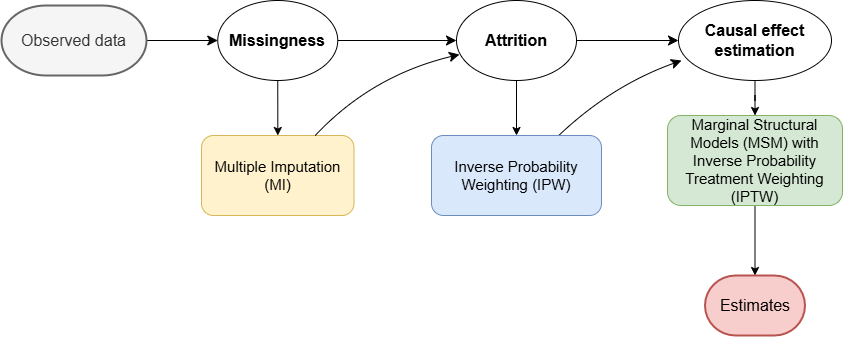 Observed data
Missingness
Attrition
Causal effect
estimation
Multiple Imputation
(MI)
Inverse Probability
Weighting (IPW)
Marginal Structural
Models (MSM) with
Inverse Probability
Treatment Weighting
(IPTW)
Estimates